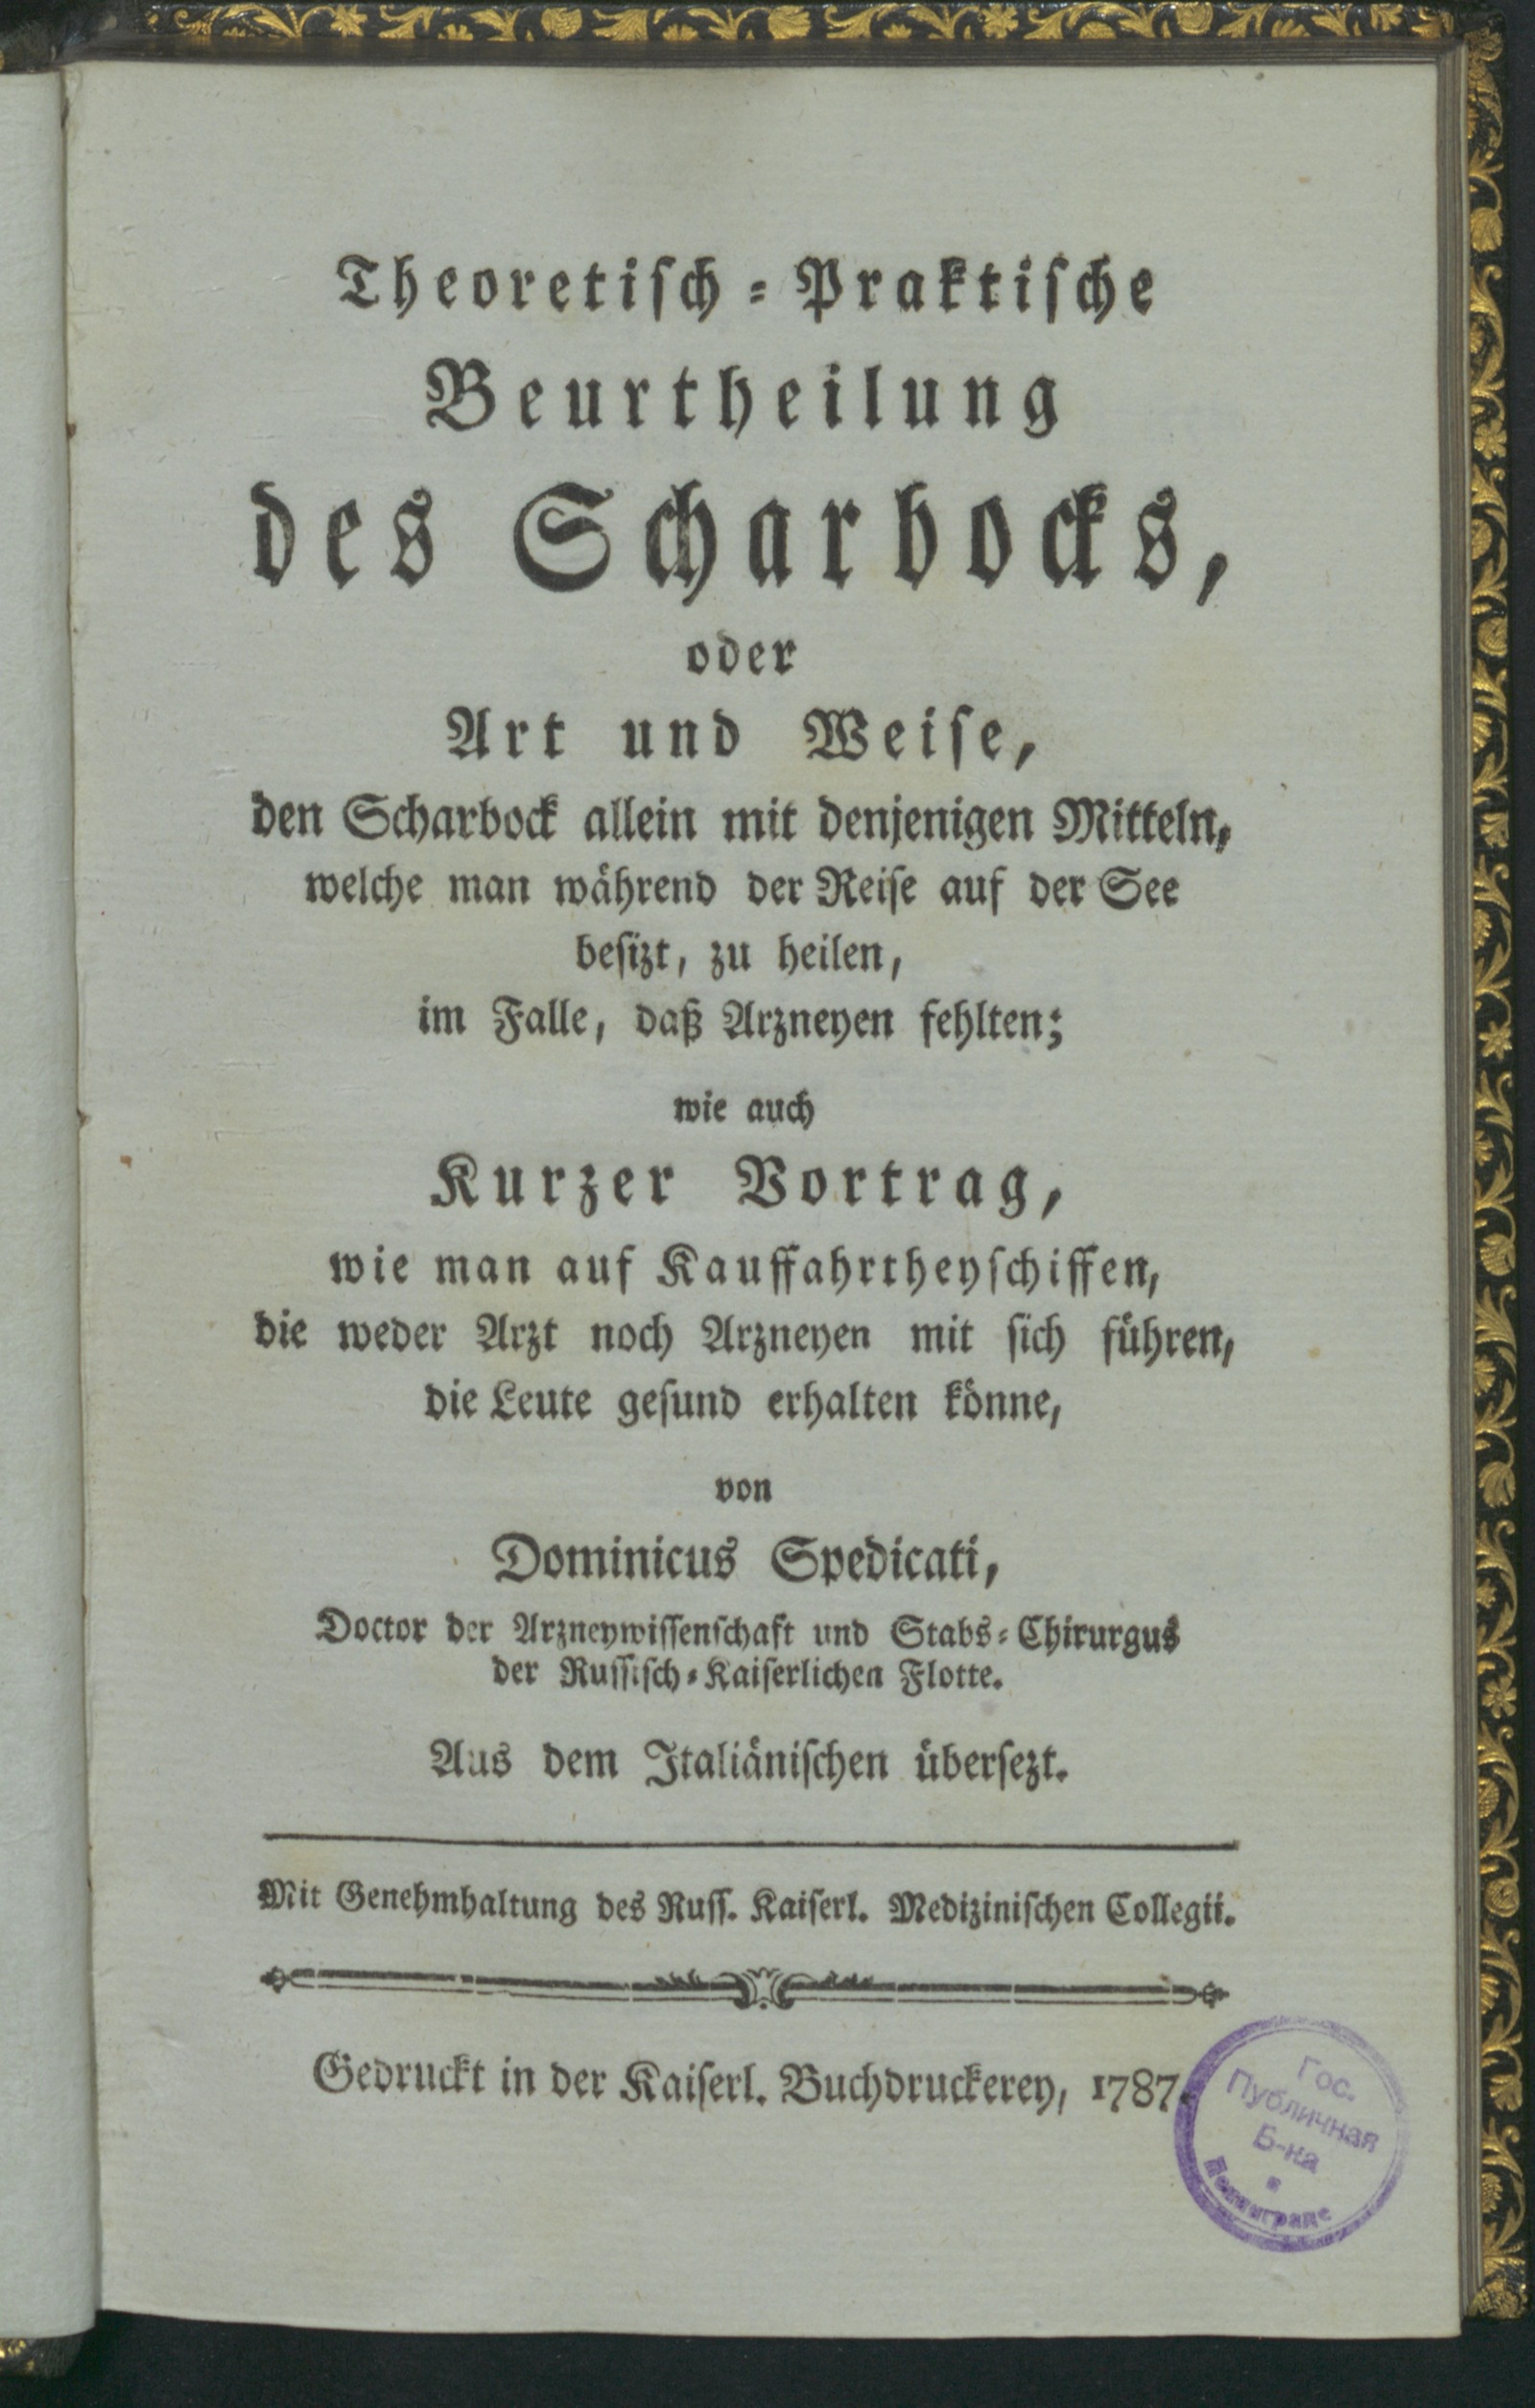 Theoretisch-Praktische
Beurtheilung
des Scharbocks,
oder
Art und Weise,
den Scharbock allein mit denjenigen Mitteln,
welche man während der Reise auf der See
besizt, zu heilen,
im Falle, daß Arzneyen fehlten;
wie auch
Kurzer Vortrag,
wie man auf Kauffahrtheyschiffen,
die weder Arzt noch Arzneyen mit sich führen,
die Leute gesund erhalten könne,
von
Dominicus Spedicati,
Doctor der Arzneywissenschaft und Stabs-Chirurgus
der Russisch-Kaiserlichen Flotte.
Aus dem Italiänischen übersezt.
Mit Genehmhaltung des Russ. Kaiserl. Medizinischen Collegii.
Gedruckt in der Kaiserl. Buchdruckerey, 1787.
Гос.
Публичная
Б-ка